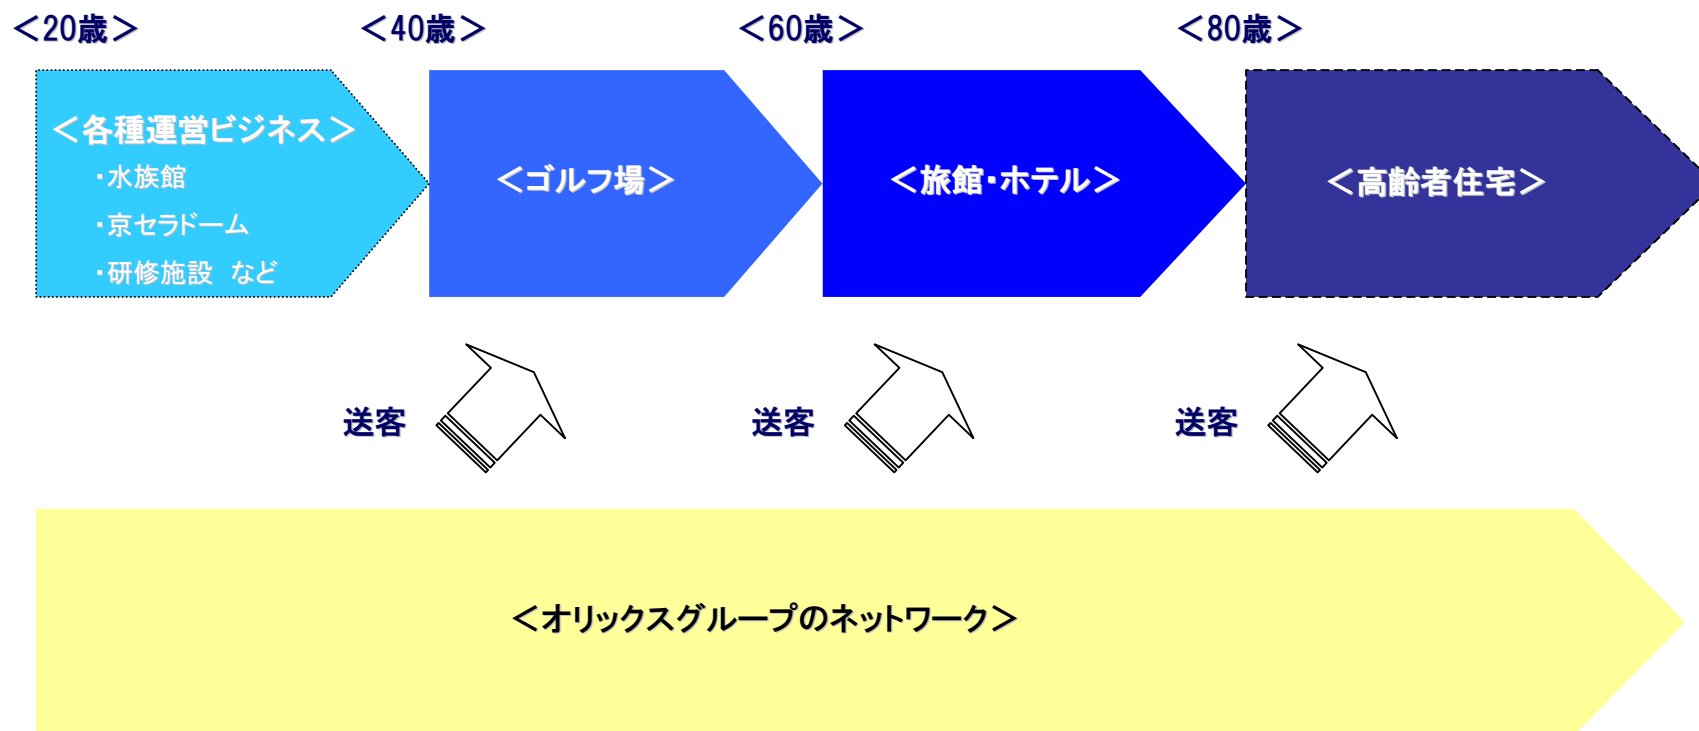 ＜20歳＞
＜40歳＞
＜60歳＞
＜80歳＞
＜各種運営ビジネス＞
・水族館
・京セラドーム
・研修施設　など
＜ゴルフ場＞
＜旅館・ホテル＞
＜高齢者住宅＞
送客
送客
送客
＜オリックスグループのネットワーク＞